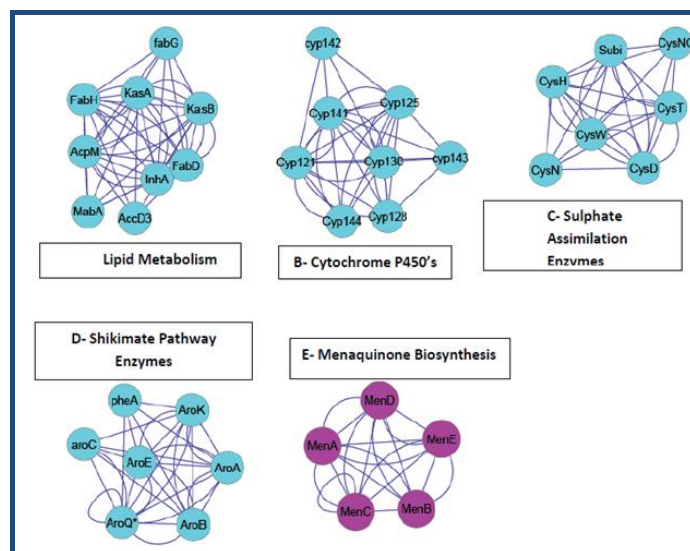 fabG
FabH
KasA
KasB
AcpM
FabD
InhA
MabA
AccD3
Lipid Metabolism
cyp142
Cyp125
Cyp141
Cyp121
Cyp130
cyp143
Cyp144
Cyp128
B- Cytochrome P450's
Subi
CysNC
CysH
CysT
CysW
CysN
CysD
C- Sulphate
Assimilation
Enzymes
D- Shikimate Pathway
Enzymes
pheA
AroK
aroC
AroE
AroA
AroQ*
AroB
E- Menaquinone Biosynthesis
MenD
MenA
MenE
MenC
MenB